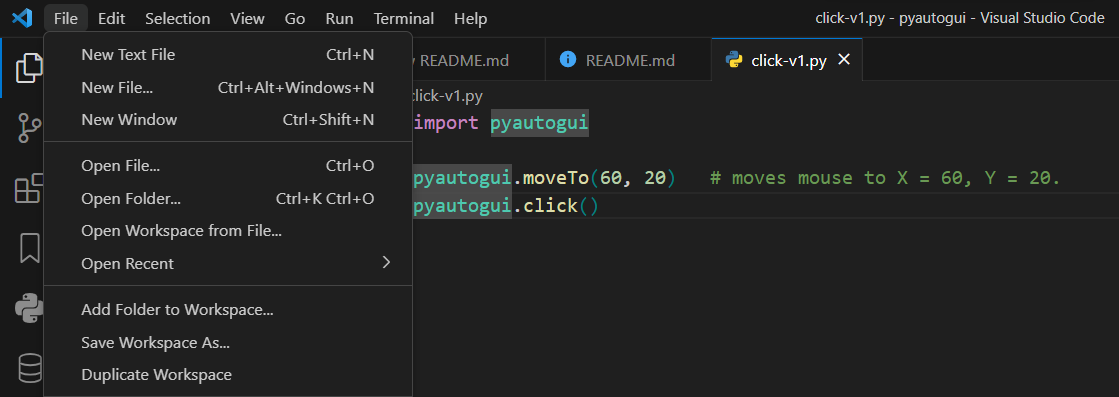 File Edit Selection View Go Run Terminal Help click-v1.py - pyautogui - Visual Studio Code
README.md README.md click-v1.py
click-v1.py
New Text File Ctrl+N
New File... Ctrl+Alt+Windows+N
New Window Ctrl+Shift+N
Open File... Ctrl+O
Open Folder... Ctrl+K Ctrl+O
Open Workspace from File...
Open Recent
Add Folder to Workspace...
Save Workspace As...
Duplicate Workspace
import pyautogui
pyautogui.moveTo(60, 20) # moves mouse to X = 60, Y = 20.
pyautogui.click()